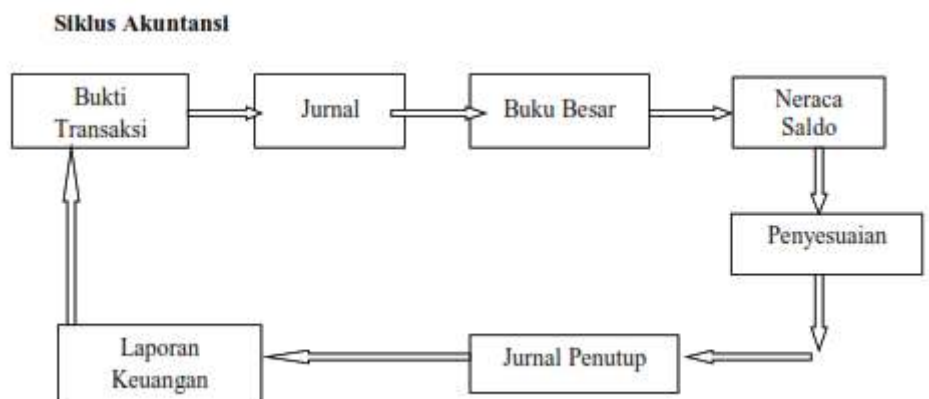 Siklus Akuntansi
Bukti
Transaksi
Jurnal
Buku Besar
Neraca
Saldo
Penyesuaian
Jurnal Penutup
Laporan
Keuangan